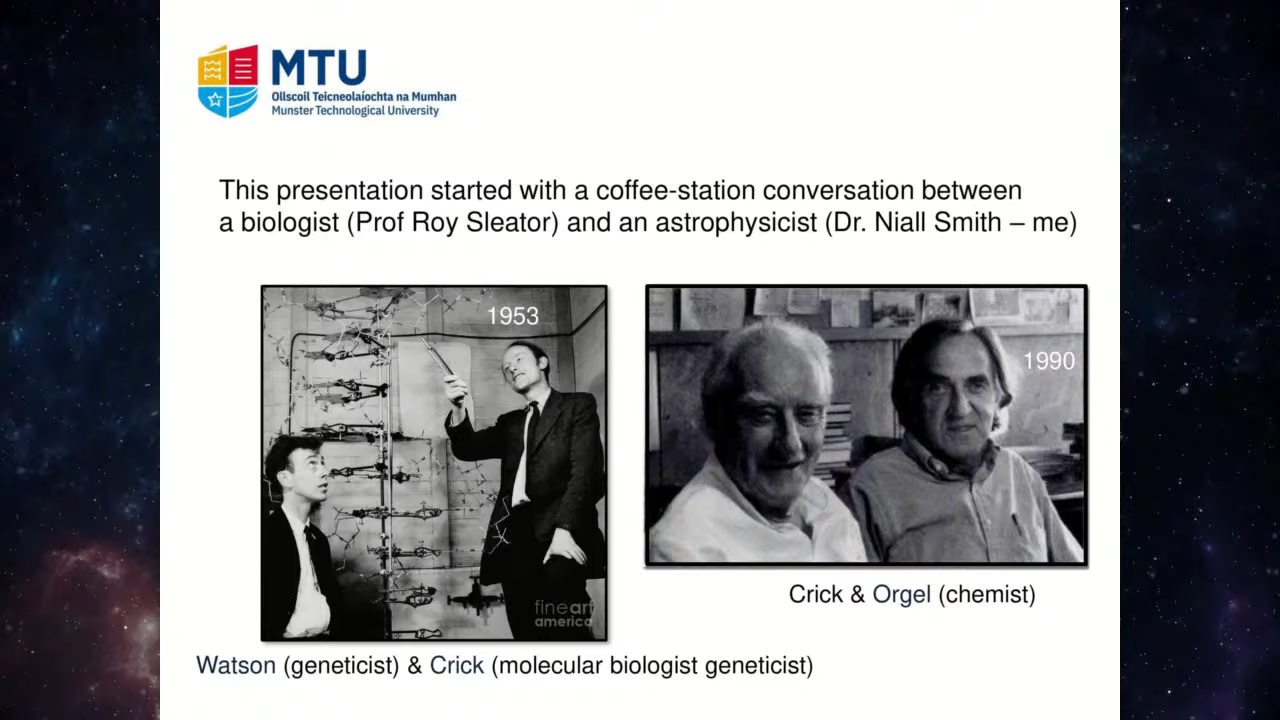 MTU
Ollscoil Teicneolaíochta na Mumhan
Munster Technological University
This presentation started with a coffee-station conversation between
a biologist (Prof Roy Sleator) and an astrophysicist (Dr. Niall Smith – me)
1953
1990
fineart
america
Crick & Orgel (chemist)
Watson (geneticist) & Crick (molecular biologist geneticist)